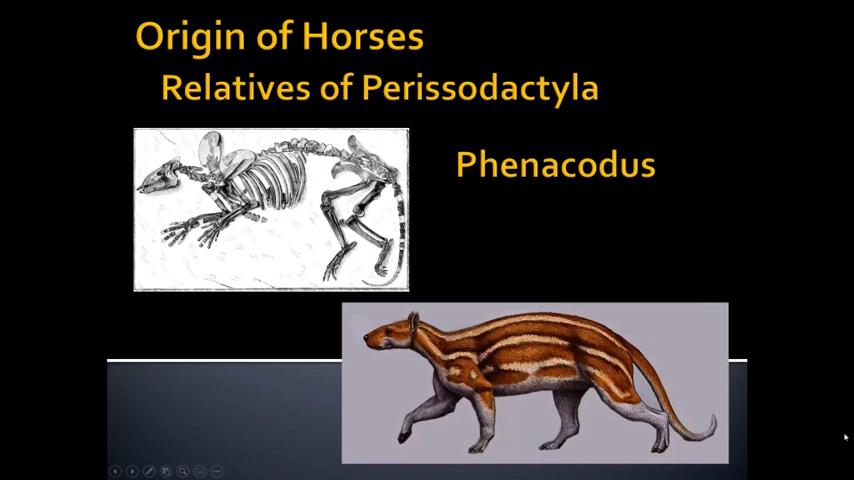 Origin of Horses
Relatives of Perissodactyla
Phenacodus